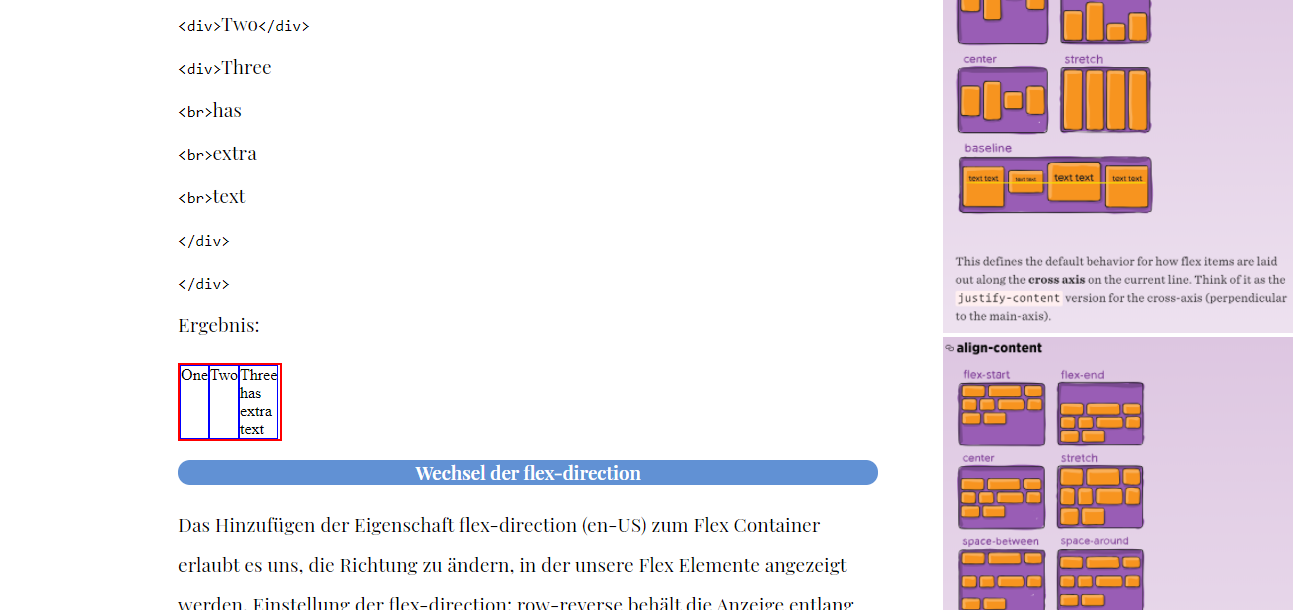 <div>Two</div>
<div>Three
<br>has
<br>extra
<br>text
</div>
</div>
Ergebnis:
One Two Three
has
extra
text
Wechsel der flex-direction
Das Hinzufügen der Eigenschaft flex-direction (en-US) zum Flex Container
erlaubt es uns, die Richtung zu ändern, in der unsere Flex Elemente angezeigt
werden. Einstellung der flex-direction: row-reverse behält die Anzeige entlang
center stretch
baseline
text text text text text text text text
This defines the default behavior for how flex items are laid
out along the cross axis on the current line. Think of it as the
justify-content version for the cross-axis (perpendicular
to the main-axis).
align-content
flex-start flex-end
center stretch
space-between space-around